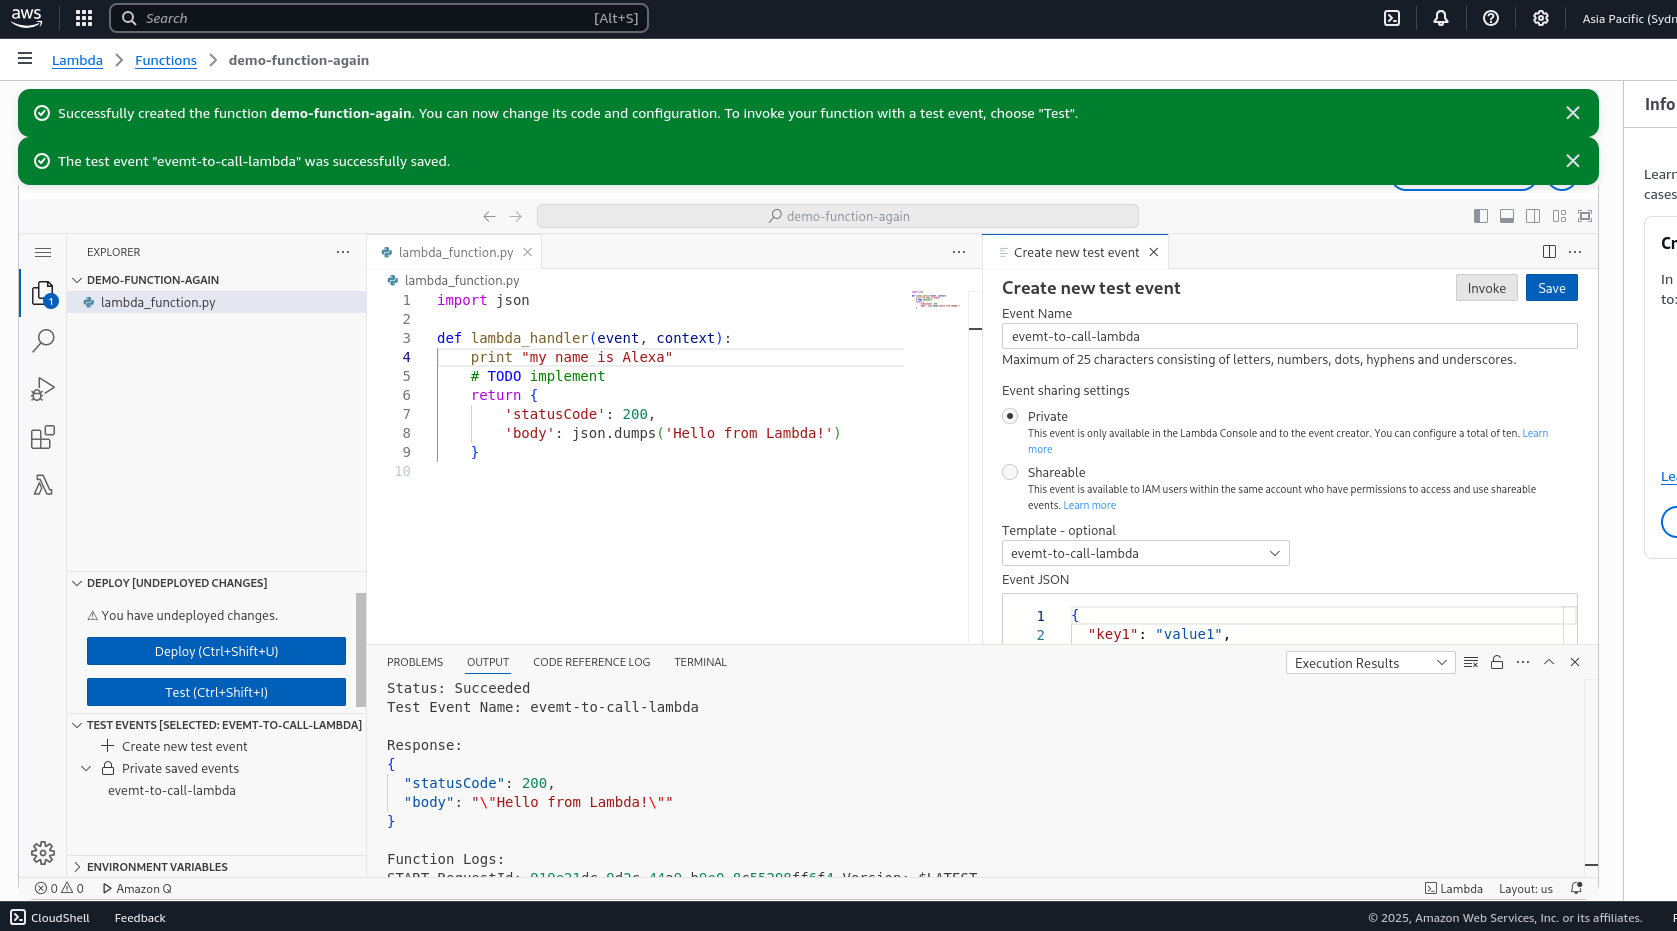 aws
Search [Alt+S]
Asia Pacific (Sydn
Lambda > Functions > demo-function-again
Successfully created the function demo-function-again. You can now change its code and configuration. To invoke your function with a test event, choose "Test".
The test event "evemt-to-call-lambda" was successfully saved.
Info
Learn
cases
demo-function-again
EXPLORER
DEMO-FUNCTION-AGAIN
lambda_function.py
1
lambda_function.py
lambda_function.py
1 import json
2
3 def lambda_handler(event, context):
4 print "my name is Alexa"
5 # TODO implement
6 return {
7 'statusCode': 200,
8 'body': json.dumps('Hello from Lambda!')
9 }
10
Create new test event
Create new test event
Invoke Save
Event Name
evemt-to-call-lambda
Maximum of 25 characters consisting of letters, numbers, dots, hyphens and underscores.
Event sharing settings
Private
This event is only available in the Lambda Console and to the event creator. You can configure a total of ten. Learn
more
Shareable
This event is available to IAM users within the same account who have permissions to access and use shareable
events. Learn more
Template - optional
evemt-to-call-lambda
Event JSON
1 {
2 "key1": "value1",
Cr
In
to:
Le
DEPLOY [UNDEPLOYED CHANGES]
You have undeployed changes.
Deploy (Ctrl+Shift+U)
Test (Ctrl+Shift+I)
TEST EVENTS [SELECTED: EVEMT-TO-CALL-LAMBDA]
Create new test event
Private saved events
evemt-to-call-lambda
ENVIRONMENT VARIABLES
PROBLEMS OUTPUT CODE REFERENCE LOG TERMINAL
Execution Results
Status: Succeeded
Test Event Name: evemt-to-call-lambda
Response:
{
"statusCode": 200,
"body": "\"Hello from Lambda!\""
}
Function Logs:
START RequestId: Version: $LATEST
0 0 Amazon Q
Lambda Layout: us
CloudShell Feedback
© 2025, Amazon Web Services, Inc. or its affiliates.